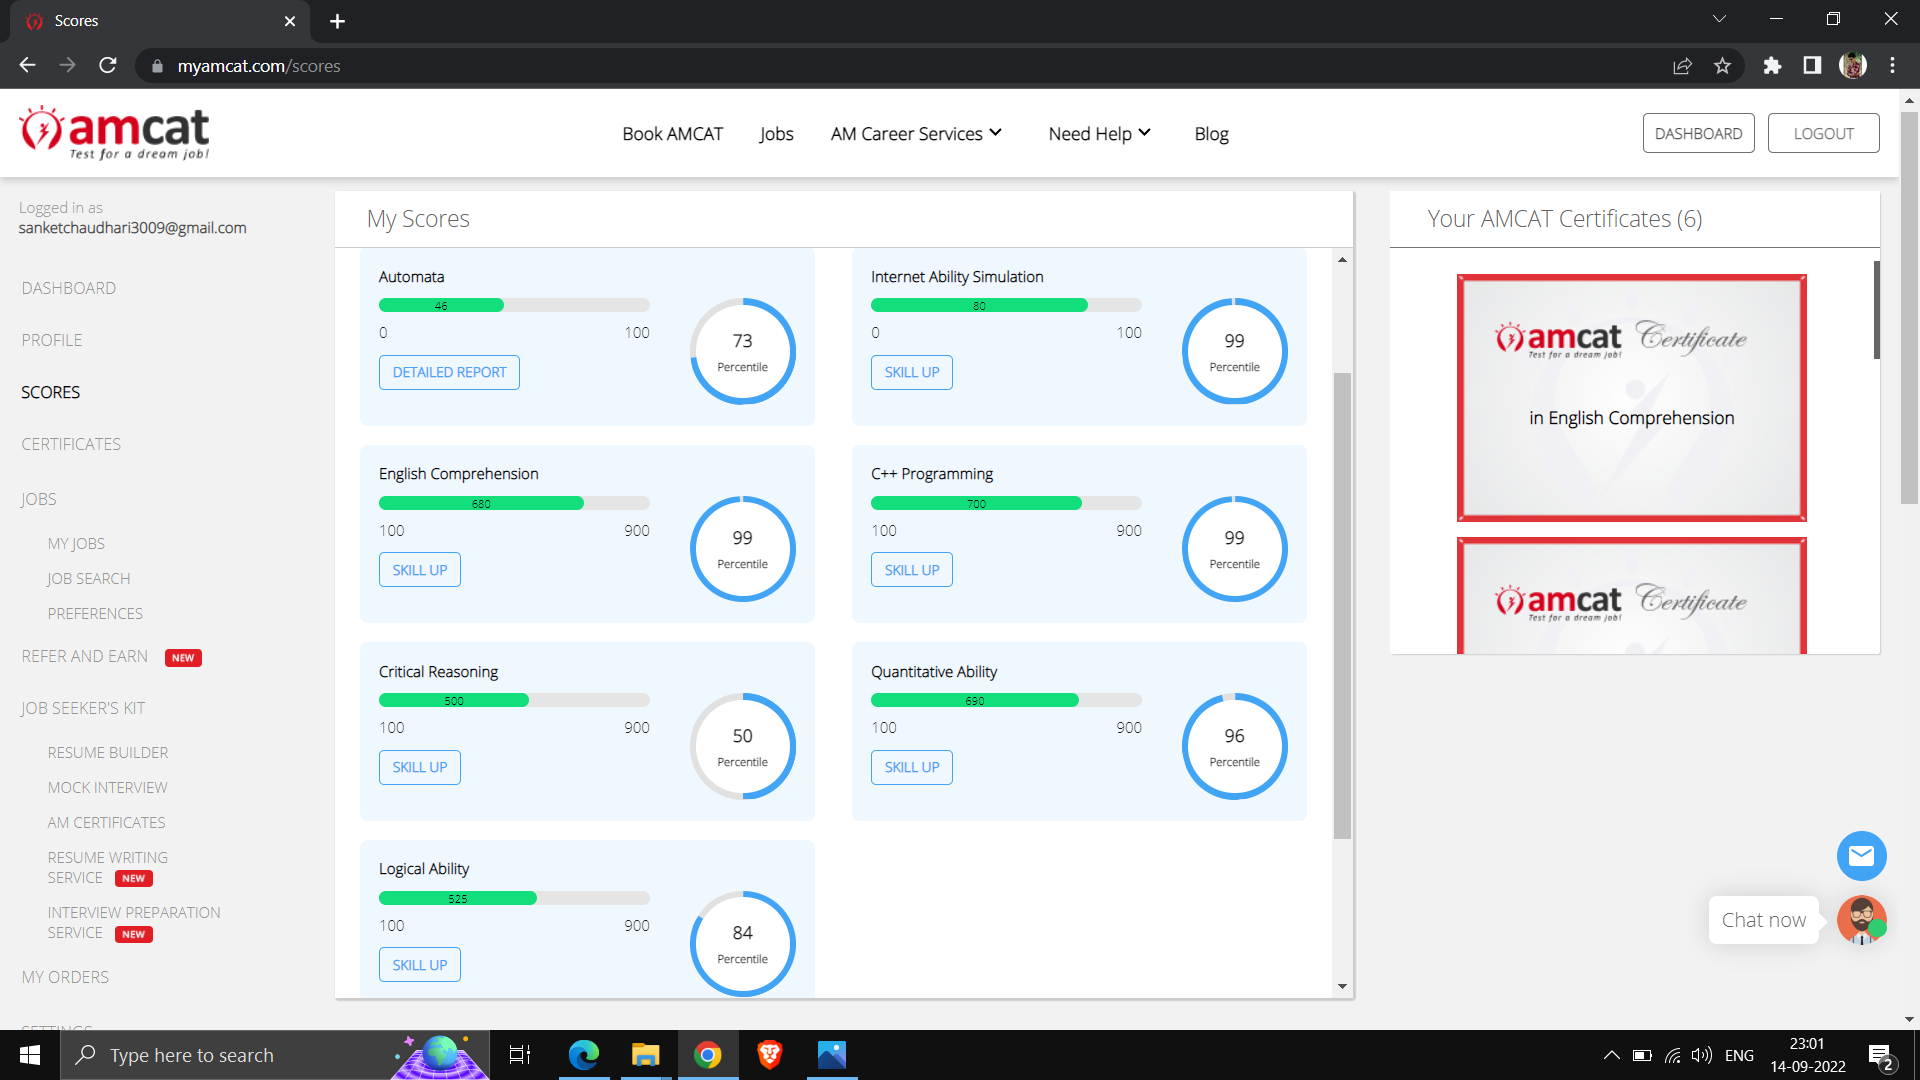 Scores
myamcat.com/scores
amcat
Test for a dream job!
Book AMCAT
Jobs
AM Career Services
Need Help
Blog
DASHBOARD
LOGOUT
Logged in as
sanketchaudhari3009@gmail.com
DASHBOARD
PROFILE
SCORES
CERTIFICATES
JOBS
MY JOBS
JOB SEARCH
PREFERENCES
REFER AND EARN NEW
JOB SEEKER'S KIT
RESUME BUILDER
MOCK INTERVIEW
AM CERTIFICATES
RESUME WRITING
SERVICE NEW
INTERVIEW PREPARATION
SERVICE NEW
MY ORDERS
SETTINGS
My Scores
Automata
46
0 100
DETAILED REPORT
73
Percentile
Internet Ability Simulation
80
0 100
SKILL UP
99
Percentile
English Comprehension
680
100 900
SKILL UP
99
Percentile
C++ Programming
700
100 900
SKILL UP
99
Percentile
Critical Reasoning
500
100 900
SKILL UP
50
Percentile
Quantitative Ability
690
100 900
SKILL UP
96
Percentile
Logical Ability
525
100 900
SKILL UP
84
Percentile
Your AMCAT Certificates (6)
amcat Certificate
Test for a dream job!
in English Comprehension
amcat Certificate
Test for a dream job!
Chat now
Type here to search
ENG
23:01
14-09-2022
2